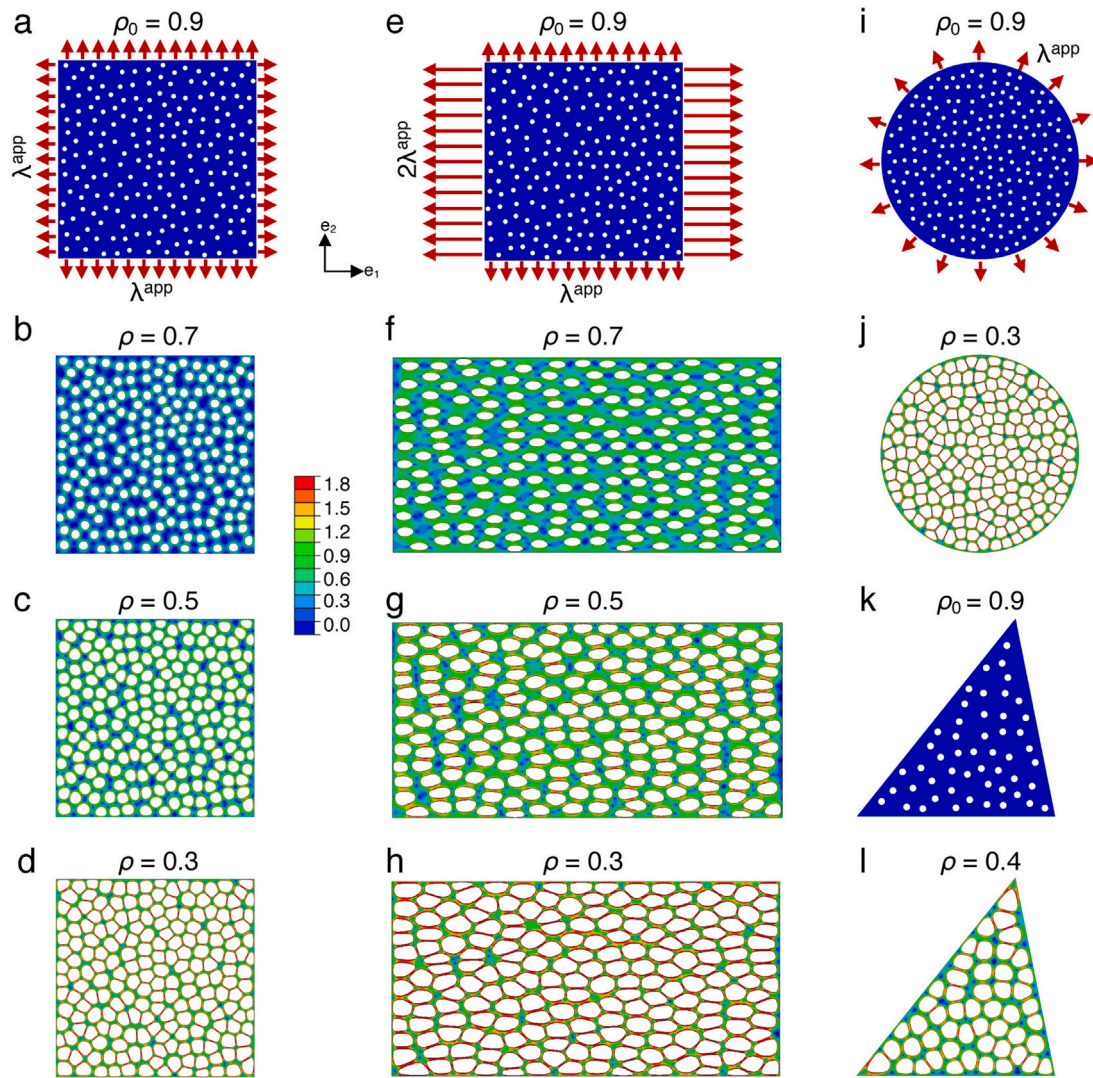 a
ρ₀ = 0.9
λᵃᵖᵖ
λᵃᵖᵖ
e
ρ₀ = 0.9
2λᵃᵖᵖ
λᵃᵖᵖ
e₂
e₁
i
ρ₀ = 0.9
λᵃᵖᵖ
b
ρ = 0.7
f
ρ = 0.7
j
ρ = 0.3
1.8
1.5
1.2
0.9
0.6
0.3
0.0
c
ρ = 0.5
g
ρ = 0.5
k
ρ₀ = 0.9
d
ρ = 0.3
h
ρ = 0.3
l
ρ = 0.4